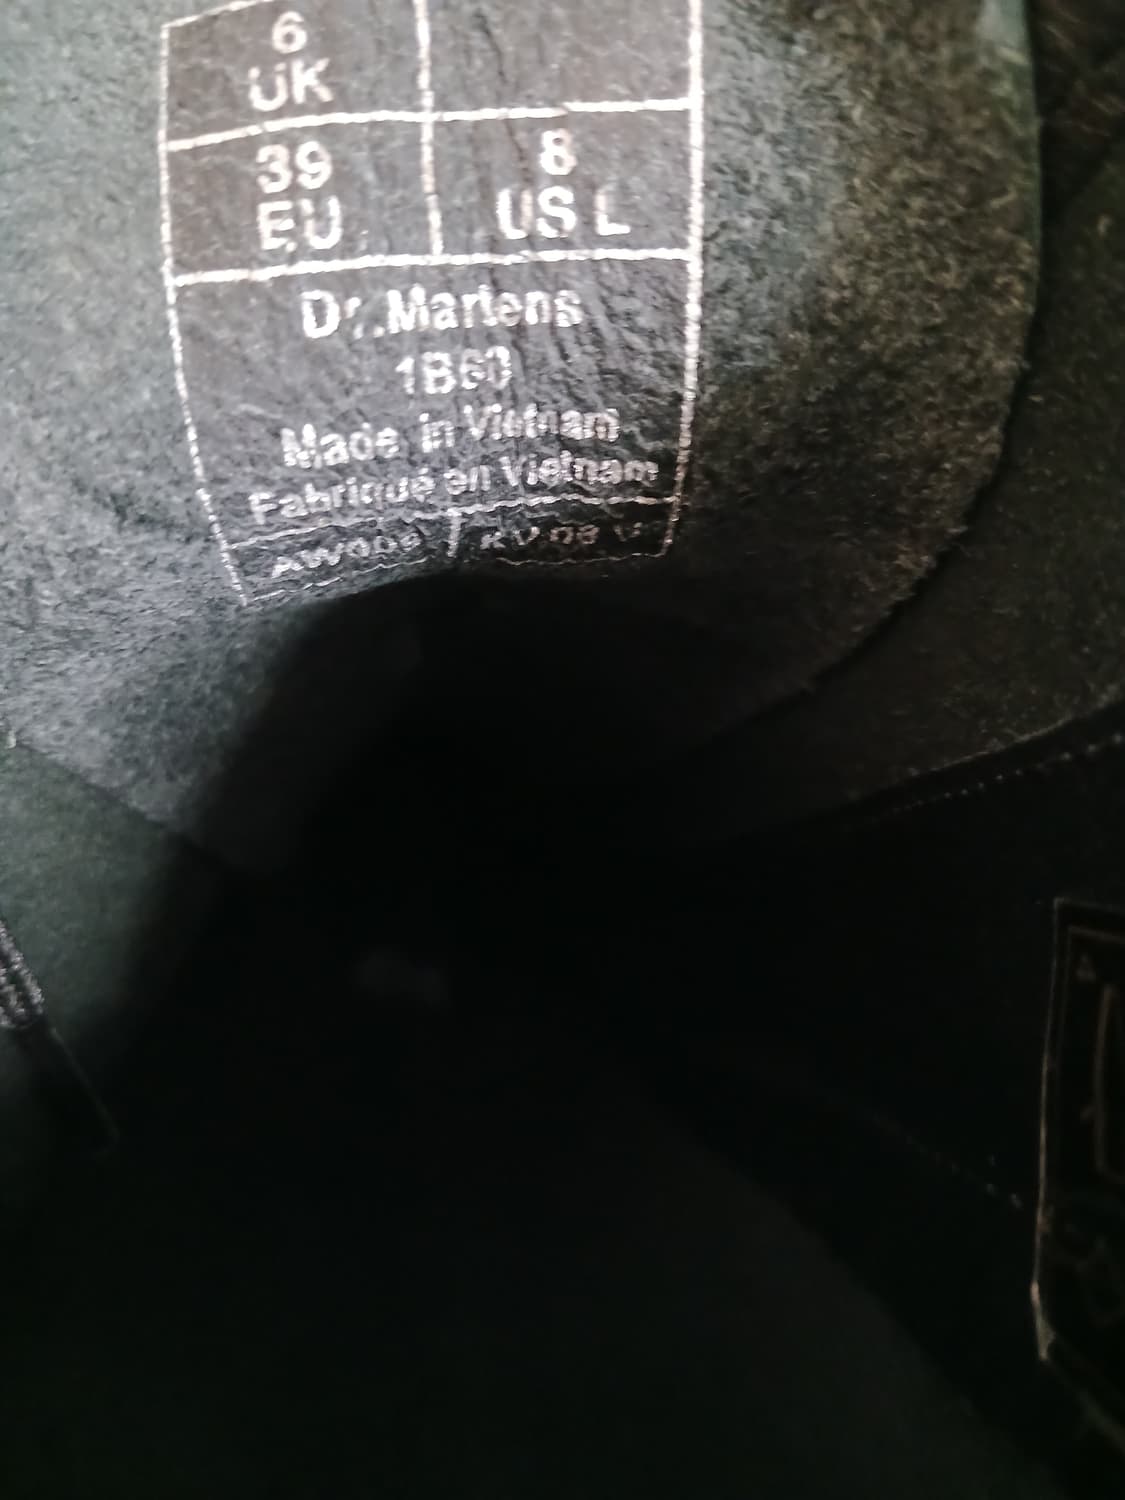 6
UK
39
EU
8
US L
Dr. Martens
1B60
Made in Vietnam
Fabriqué en Vietnam